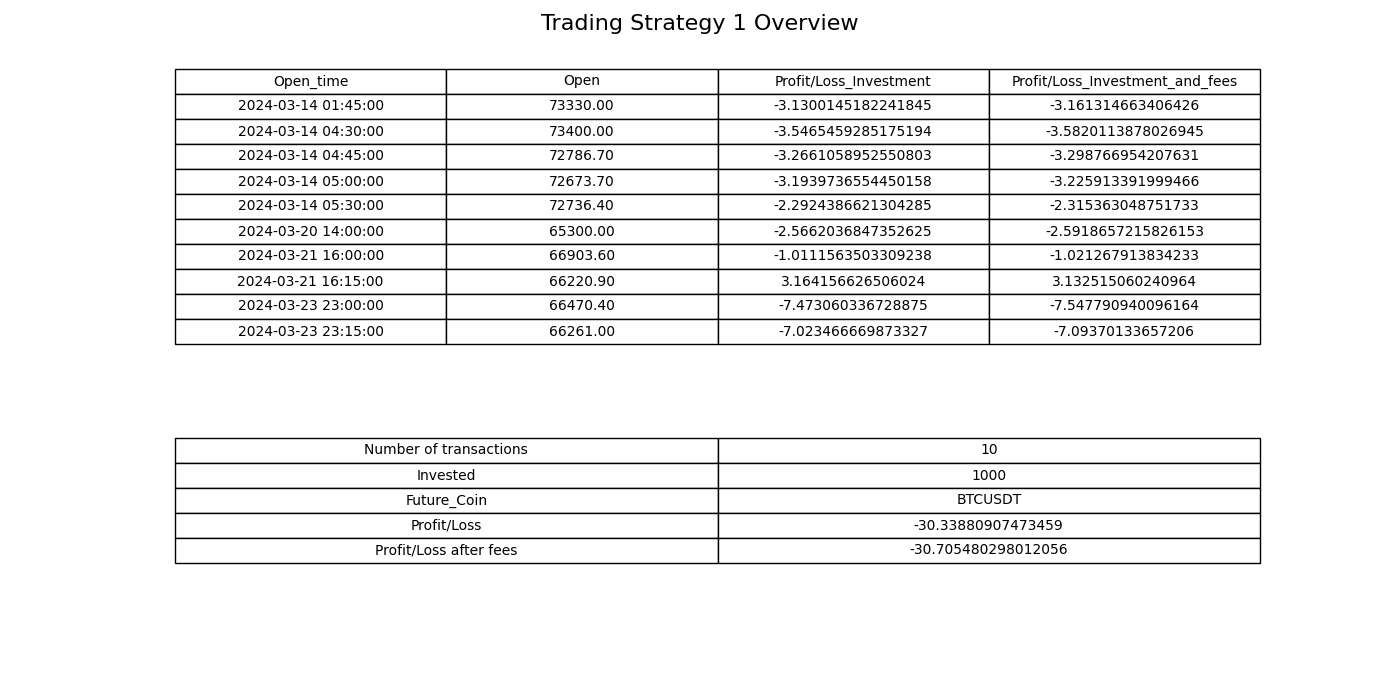 Trading Strategy 1 Overview
Open_time Open Profit/Loss_Investment Profit/Loss_Investment_and_fees
2024-03-14 01:45:00 73330.00 -3.1300145182241845 -3.161314663406426
2024-03-14 04:30:00 73400.00 -3.5465459285175194 -3.5820113878026945
2024-03-14 04:45:00 72786.70 -3.2661058952550803 -3.298766954207631
2024-03-14 05:00:00 72673.70 -3.1939736554450158 -3.225913391999466
2024-03-14 05:30:00 72736.40 -2.2924386621304285 -2.315363048751733
2024-03-20 14:00:00 65300.00 -2.5662036847352625 -2.5918657215826153
2024-03-21 16:00:00 66903.60 -1.0111563503309238 -1.021267913834233
2024-03-21 16:15:00 66220.90 3.164156626506024 3.132515060240964
2024-03-23 23:00:00 66470.40 -7.473060336728875 -7.547790940096164
2024-03-23 23:15:00 66261.00 -7.023466669873327 -7.09370133657206
Number of transactions 10
Invested 1000
Future_Coin BTCUSDT
Profit/Loss -30.33880907473459
Profit/Loss after fees -30.705480298012056